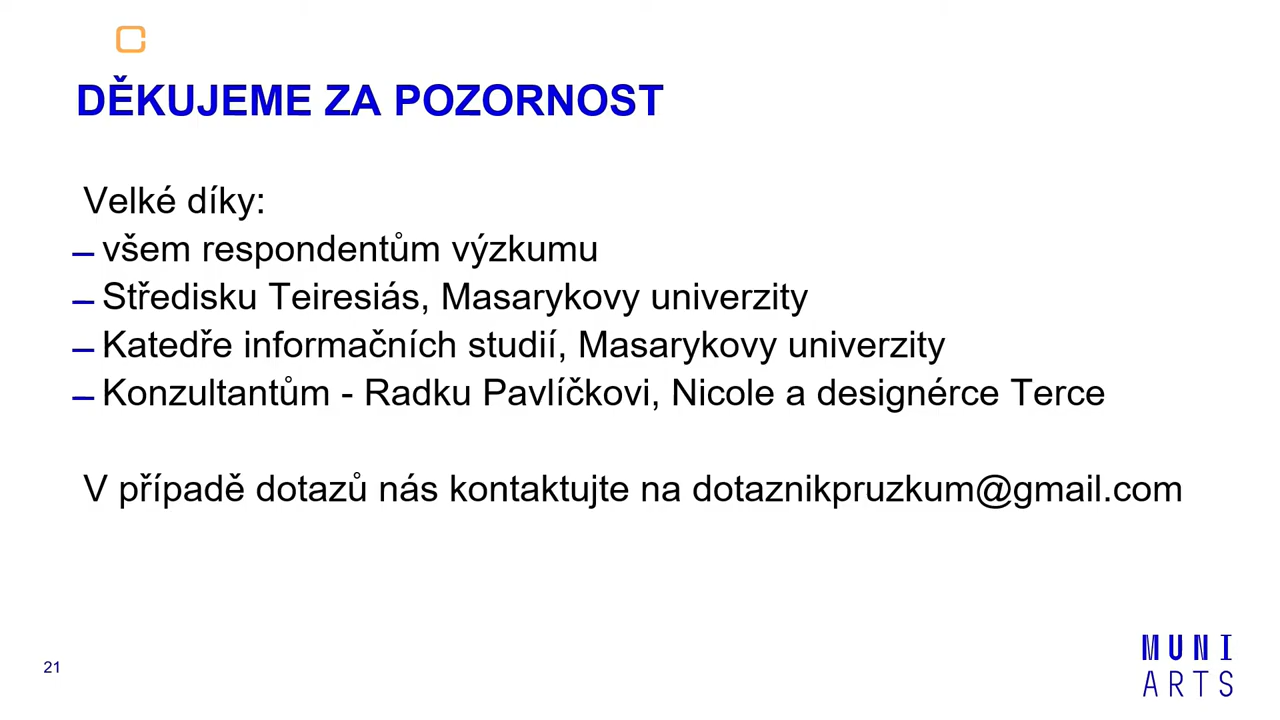 DĚKUJEME ZA POZORNOST
Velké díky:
– všem respondentům výzkumu
– Středisku Teiresiás, Masarykovy univerzity
– Katedře informačních studií, Masarykovy univerzity
– Konzultantům - Radku Pavlíčkovi, Nicole a designérce Terce
V případě dotazů nás kontaktujte na dotaznikpruzkum@gmail.com
21
MUNI
ARTS